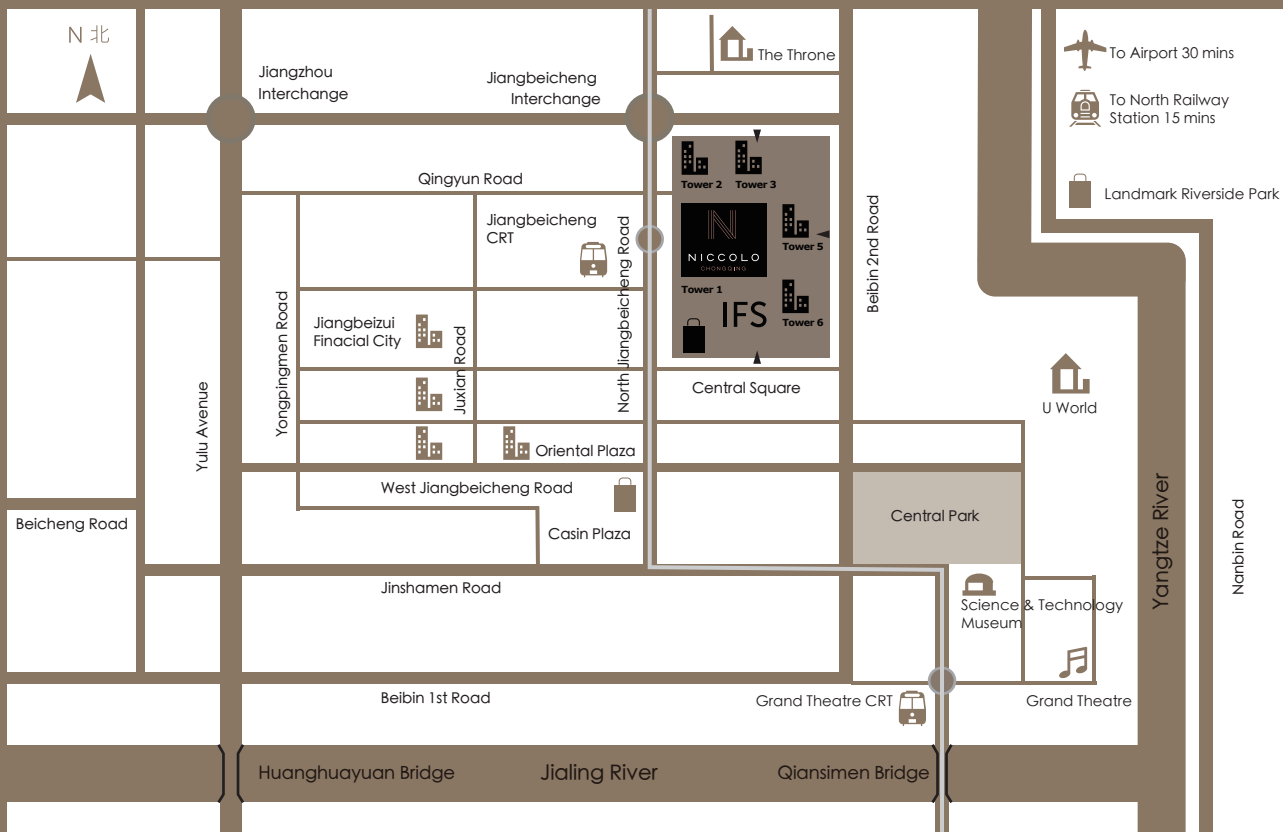 N 北
Jiangzhou
Interchange
Jiangbeicheng
Interchange
The Throne
To Airport 30 mins
To North Railway
Station 15 mins
Landmark Riverside Park
Qingyun Road
Jiangbeicheng
CRT
North Jiangbeicheng Road
Tower 2
Tower 3
N
NICCOLO
CHONGQING
Tower 5
Tower 1
IFS
Tower 6
Beibin 2nd Road
Yongpingmen Road
Jiangbeizui
Finacial City
Juxian Road
Central Square
U World
Yulu Avenue
Oriental Plaza
West Jiangbeicheng Road
Casin Plaza
Beicheng Road
Central Park
Yangtze River
Nanbin Road
Jinshamen Road
Science & Technology
Museum
Beibin 1st Road
Grand Theatre CRT
Grand Theatre
Huanghuayuan Bridge
Jialing River
Qiansimen Bridge